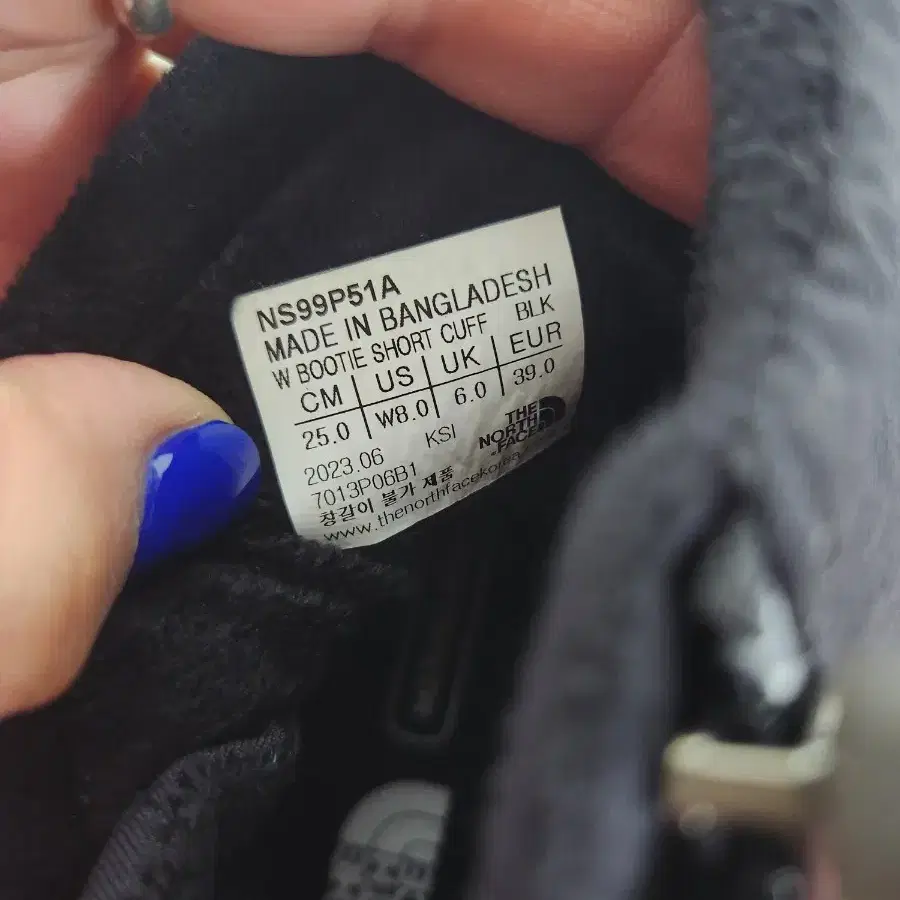 NS99P51A
MADE IN BANGLADESH
W BOOTIE SHORT CUFF BLK
CM US UK EUR
25.0 W8.0 6.0 39.0
2023.06 KSI
THE
NORTH
FACE
7013P06B1
창갈이 불가 제품
www.thenorthfacekorea